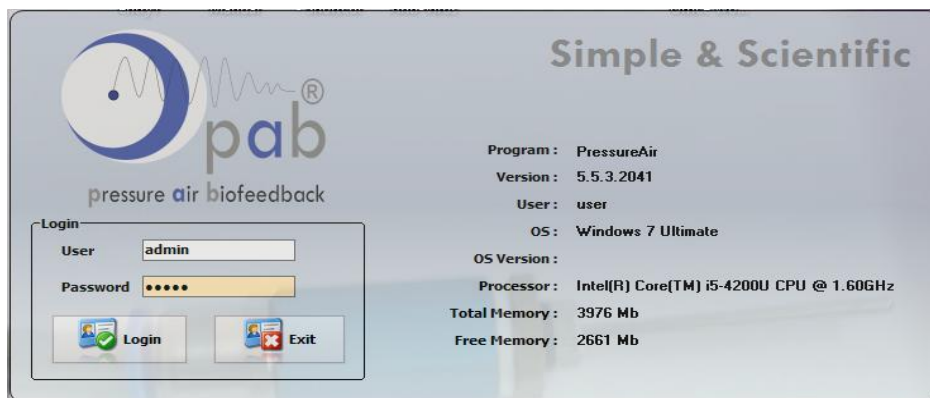 Simple & Scientific
®
pab
pressure air biofeedback
Program : PressureAir
Version : 5.5.3.2041
User : user
OS : Windows 7 Ultimate
OS Version :
Processor : Intel(R) Core(TM) i5-4200U CPU @ 1.60GHz
Total Memory : 3976 Mb
Free Memory : 2661 Mb
Login
User admin
Password •••••
Login Exit